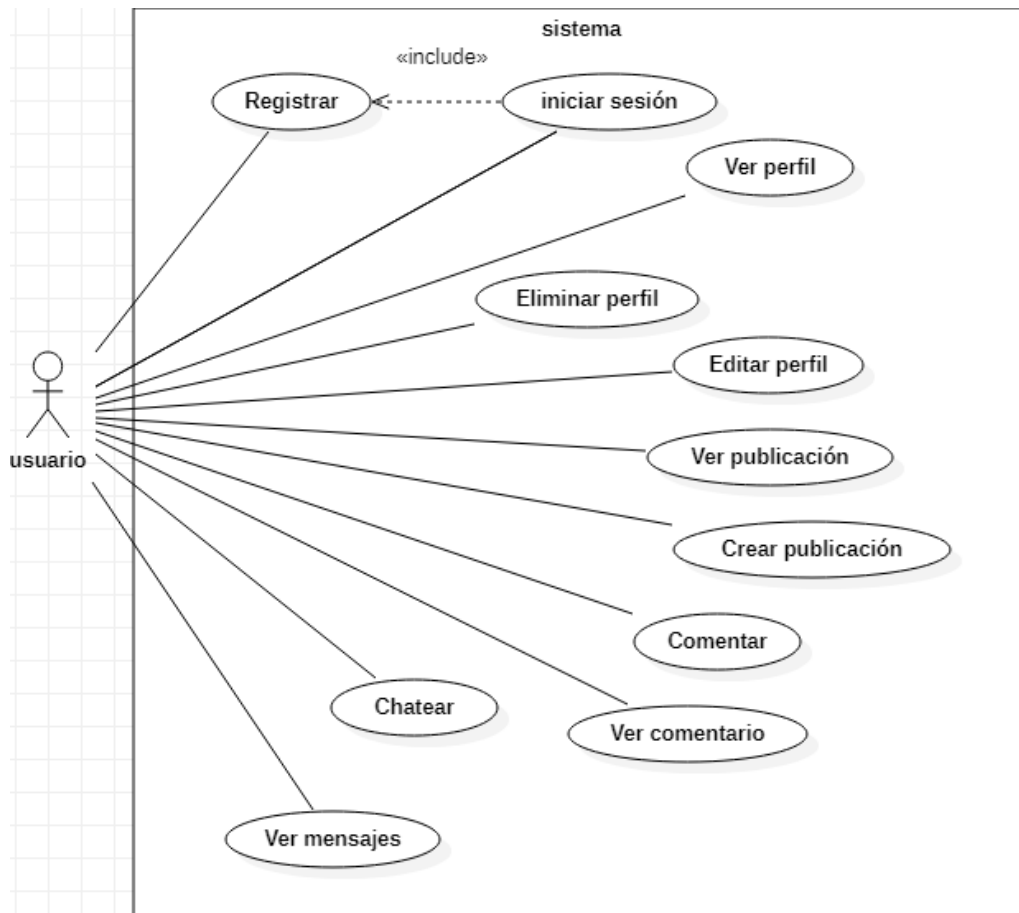 sistema
«include»
Registrar
iniciar sesión
Ver perfil
Eliminar perfil
Editar perfil
usuario
Ver publicación
Crear publicación
Comentar
Chatear
Ver comentario
Ver mensajes